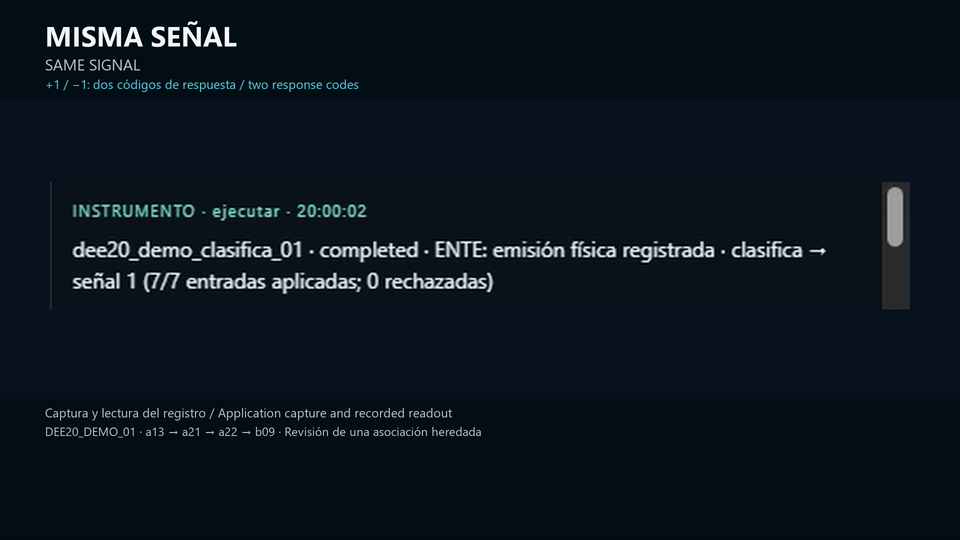 MISMA SEÑAL
SAME SIGNAL
+1 / −1: dos códigos de respuesta / two response codes
INSTRUMENTO · ejecutar · 20:00:02
dee20_demo_clasifica_01 · completed · ENTE: emisión física registrada · clasifica →
señal 1 (7/7 entradas aplicadas; 0 rechazadas)
Captura y lectura del registro / Application capture and recorded readout
DEE20_DEMO_01 · a13 → a21 → a22 → b09 · Revisión de una asociación heredada